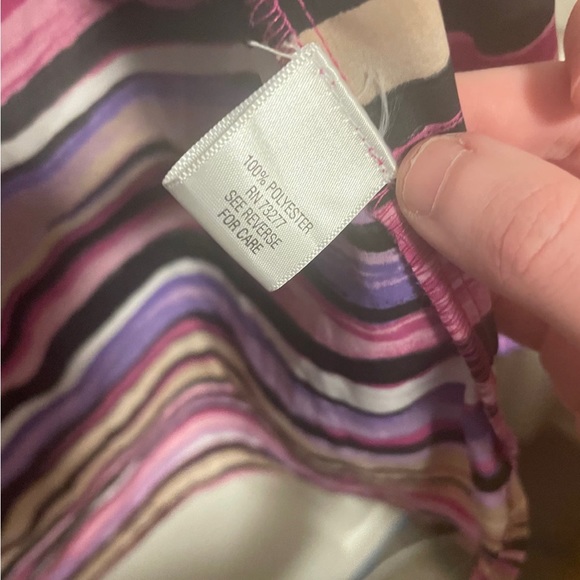 100% POLYESTER
RN 73277
SEE REVERSE
FOR CARE